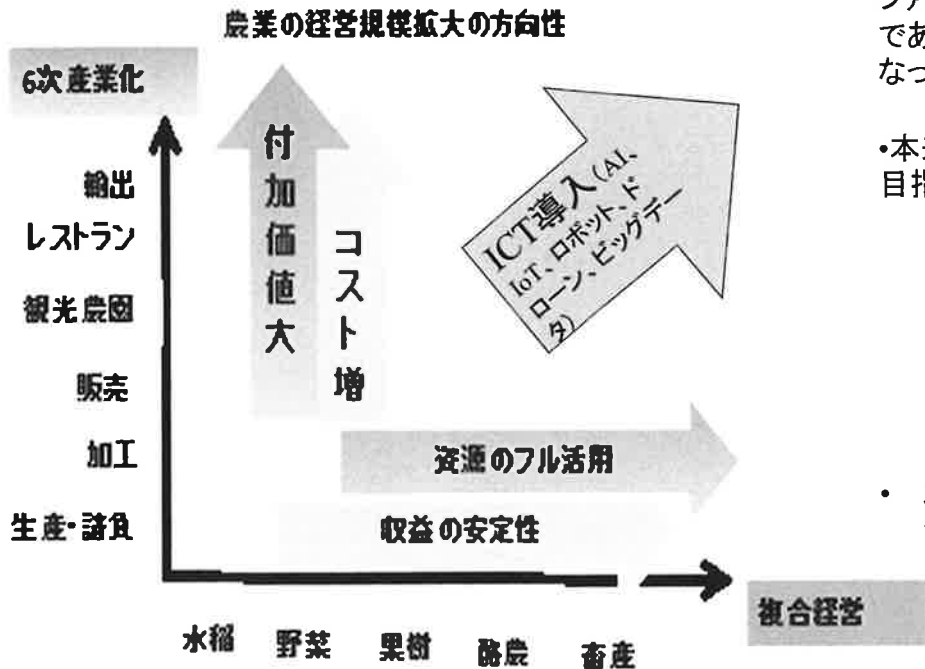 農業の経営規模拡大の方向性
6次産業化
輸出
レストラン
観光農園
販売
加工
生産・請負
付加価値大
コスト増
ICT導入(AI、
IoT、ロボット、ド
ローン、ビッグデー
タ)
資源のフル活用
収益の安定性
水稲 野菜 果樹 酪農 畜産
複合経営
であ
なっ
•本
目指